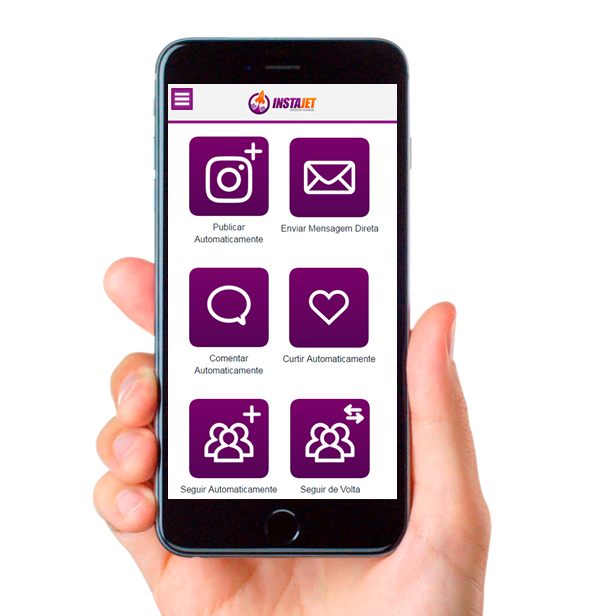 INSTAJET
Publicar
Automaticamente
Enviar Mensagem Direta
Comentar
Automaticamente
Curtir Automaticamente
Seguir Automaticamente
Seguir de Volta